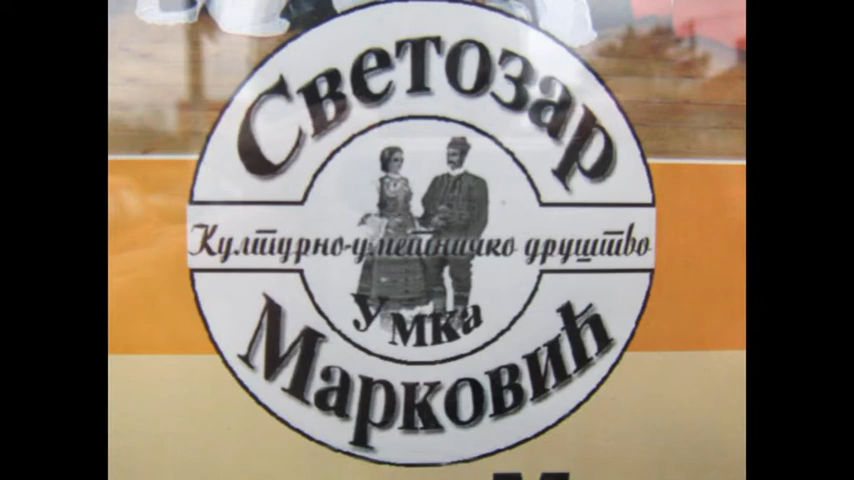 Светозар
Културно-уметничко друштво
Умка
Марковић